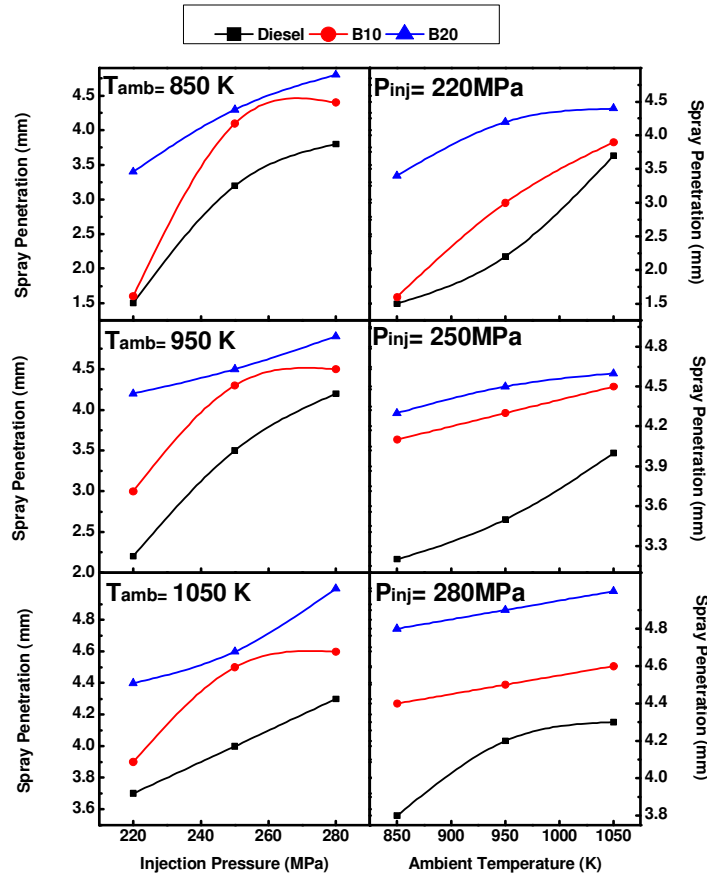 Diesel B10 B20
Tamb= 850 K
Pinj= 220MPa
Spray Penetration (mm)
4.5
4.0
3.5
3.0
2.5
2.0
1.5
4.5
4.0
3.5
3.0
2.5
2.0
1.5
Spray Penetration (mm)
Tamb= 950 K
Pinj= 250MPa
Spray Penetration (mm)
4.5
4.0
3.5
3.0
2.5
2.0
4.8
4.5
4.2
3.9
3.6
3.3
Spray Penetration (mm)
Tamb= 1050 K
Pinj= 280MPa
Spray Penetration (mm)
4.8
4.6
4.4
4.2
4.0
3.8
3.6
4.8
4.6
4.4
4.2
4.0
3.8
Spray Penetration (mm)
220 240 260 280 850 900 950 1000 1050
Injection Pressure (MPa) Ambient Temperature (K)